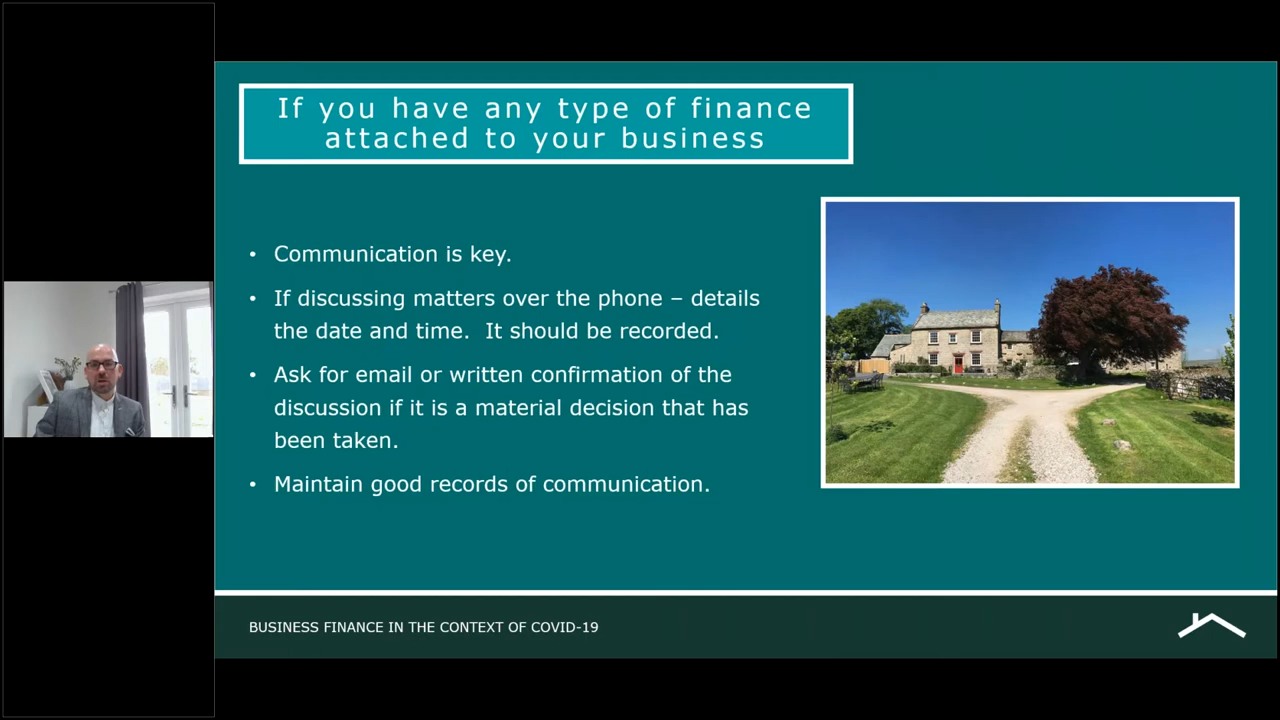 If you have any type of finance
attached to your business
• Communication is key.
• If discussing matters over the phone – details
the date and time.  It should be recorded.
• Ask for email or written confirmation of the
discussion if it is a material decision that has
been taken.
• Maintain good records of communication.
BUSINESS FINANCE IN THE CONTEXT OF COVID-19